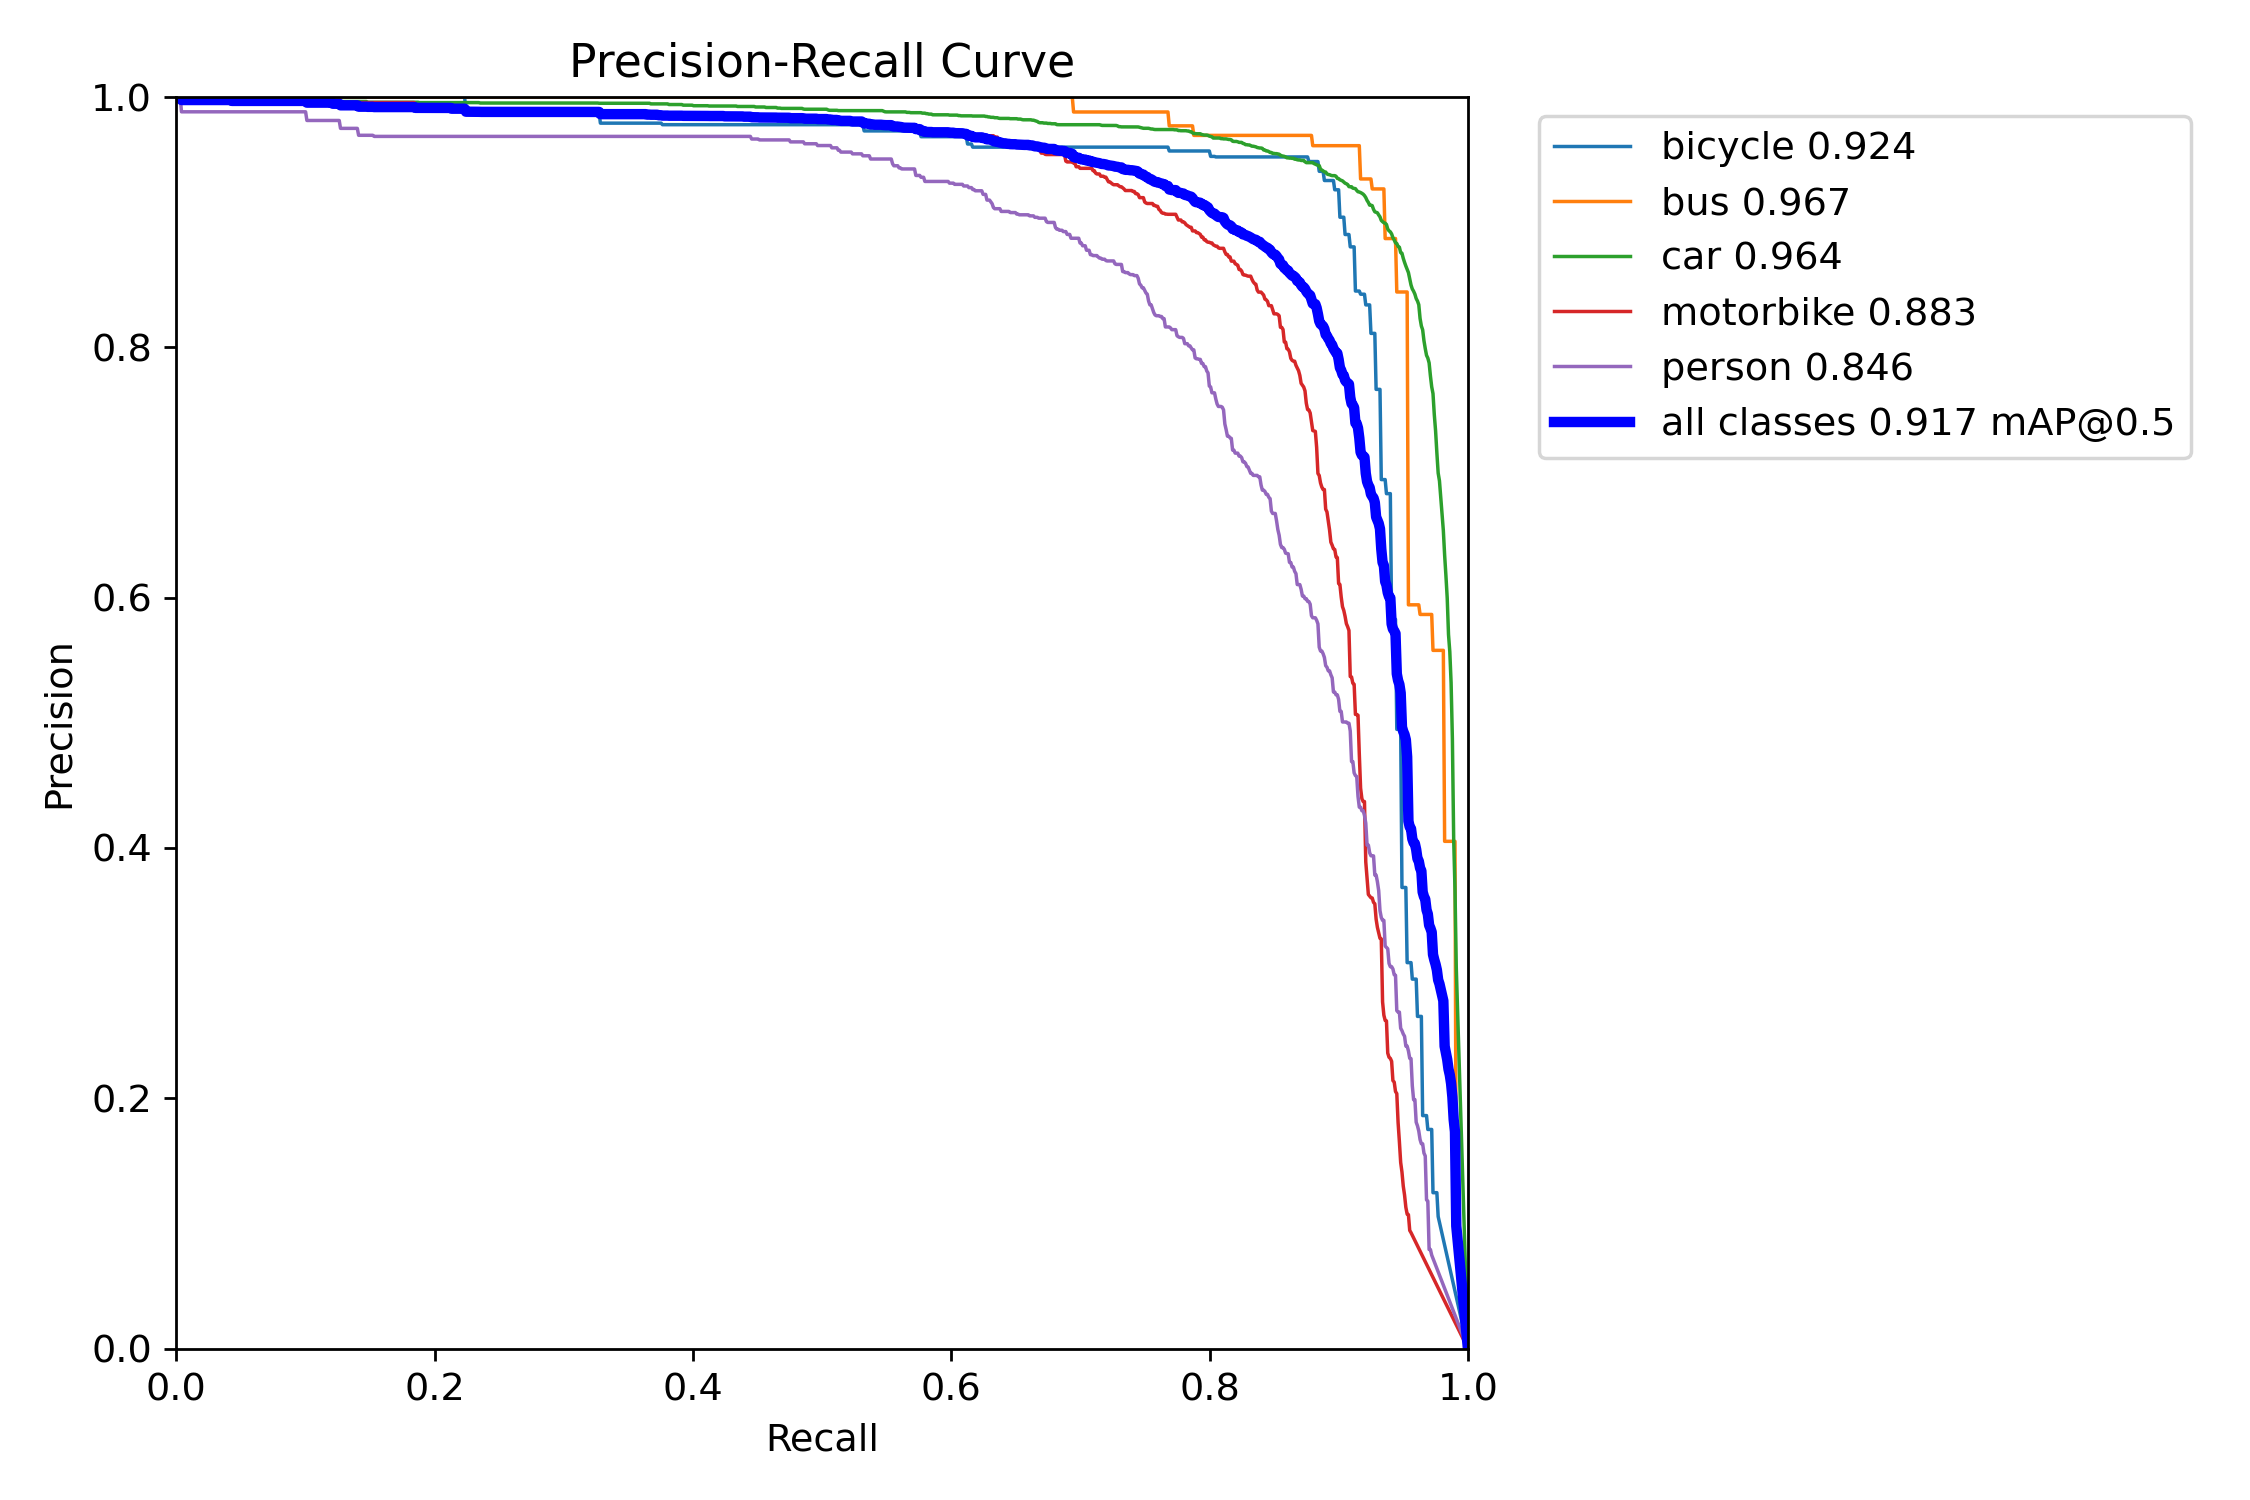 Precision-Recall Curve
1.0
0.8
0.6
0.4
0.2
0.0
Precision
0.0 0.2 0.4 0.6 0.8 1.0
Recall
bicycle 0.924
bus 0.967
car 0.964
motorbike 0.883
person 0.846
all classes 0.917 mAP@0.5